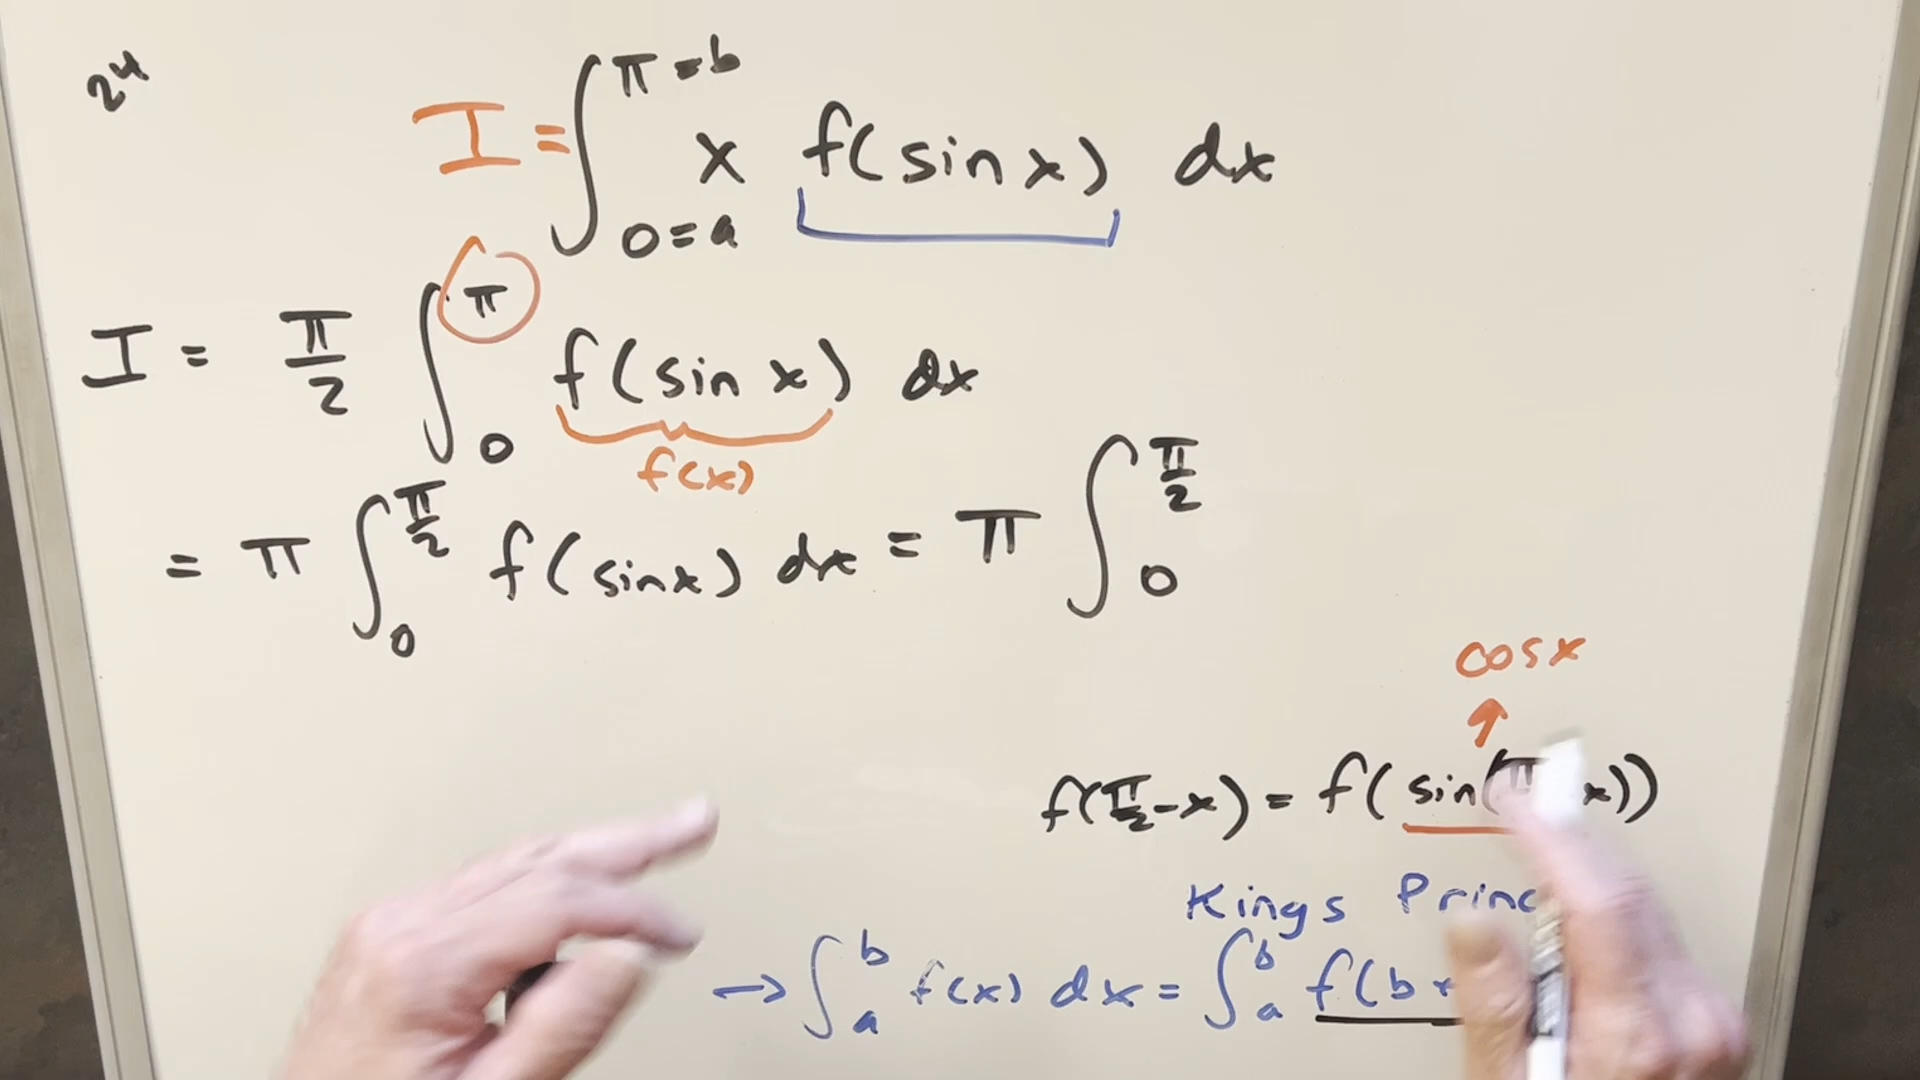 24
I = ∫₀₌ₐ^{π=b} x f(sin x) dx
I = π/2 ∫₀^π f(sin x) dx
f(x)
= π ∫₀^{π/2} f(sin x) dx = π ∫₀^{π/2}
cos x
↑
f(π/2 - x) = f(sin(π x))
Kings
→ ∫ₐ^b f(x) dx = ∫ₐ^b f(b +